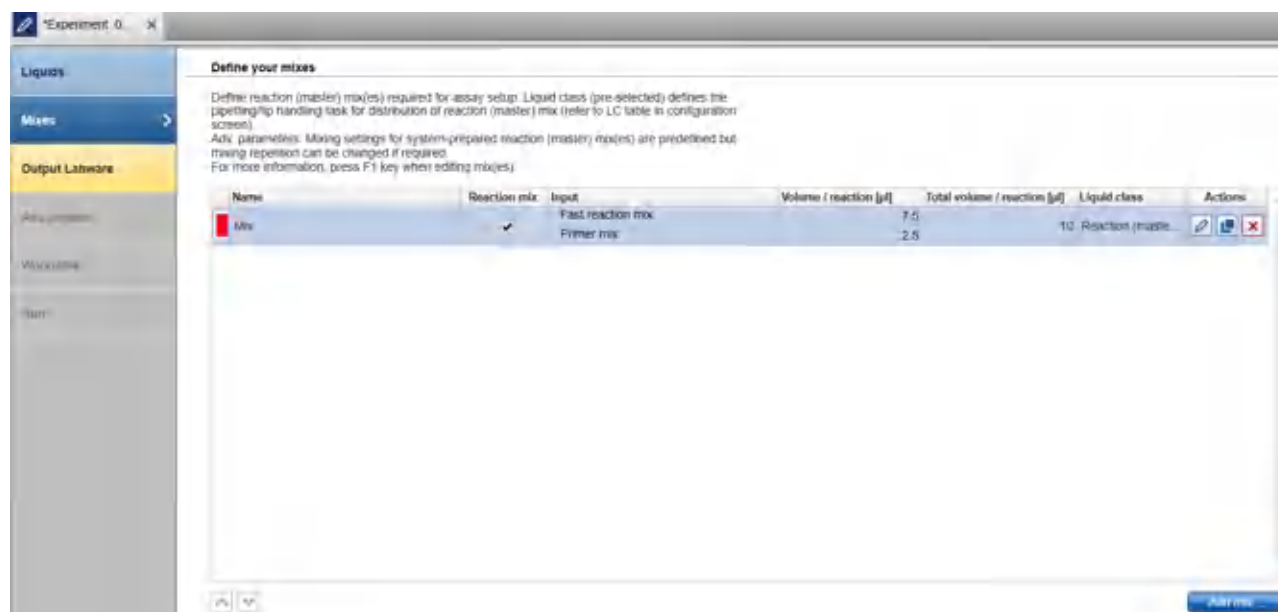 *Experiment 0...
Liquids
Mixes
Output Labware
Define your mixes
Define reaction (master) mix(es) required for assay setup. Liquid class (pre-selected) defines the
pipetting/tip handling task for distribution of reaction (master) mix (refer to LC table in configuration
screen).
Adv. parameters: Mixing settings for system-prepared reaction (master) mix(es) are predefined but
mixing repetition can be changed if required.
For more information, press F1 key when editing mix(es).
Name Reaction mix Input Volume / reaction [µl] Total volume / reaction [µl] Liquid class Actions
Mix Fast reaction mix 7.5 10 Reaction (maste...
Primer mix 2.5
Add mix